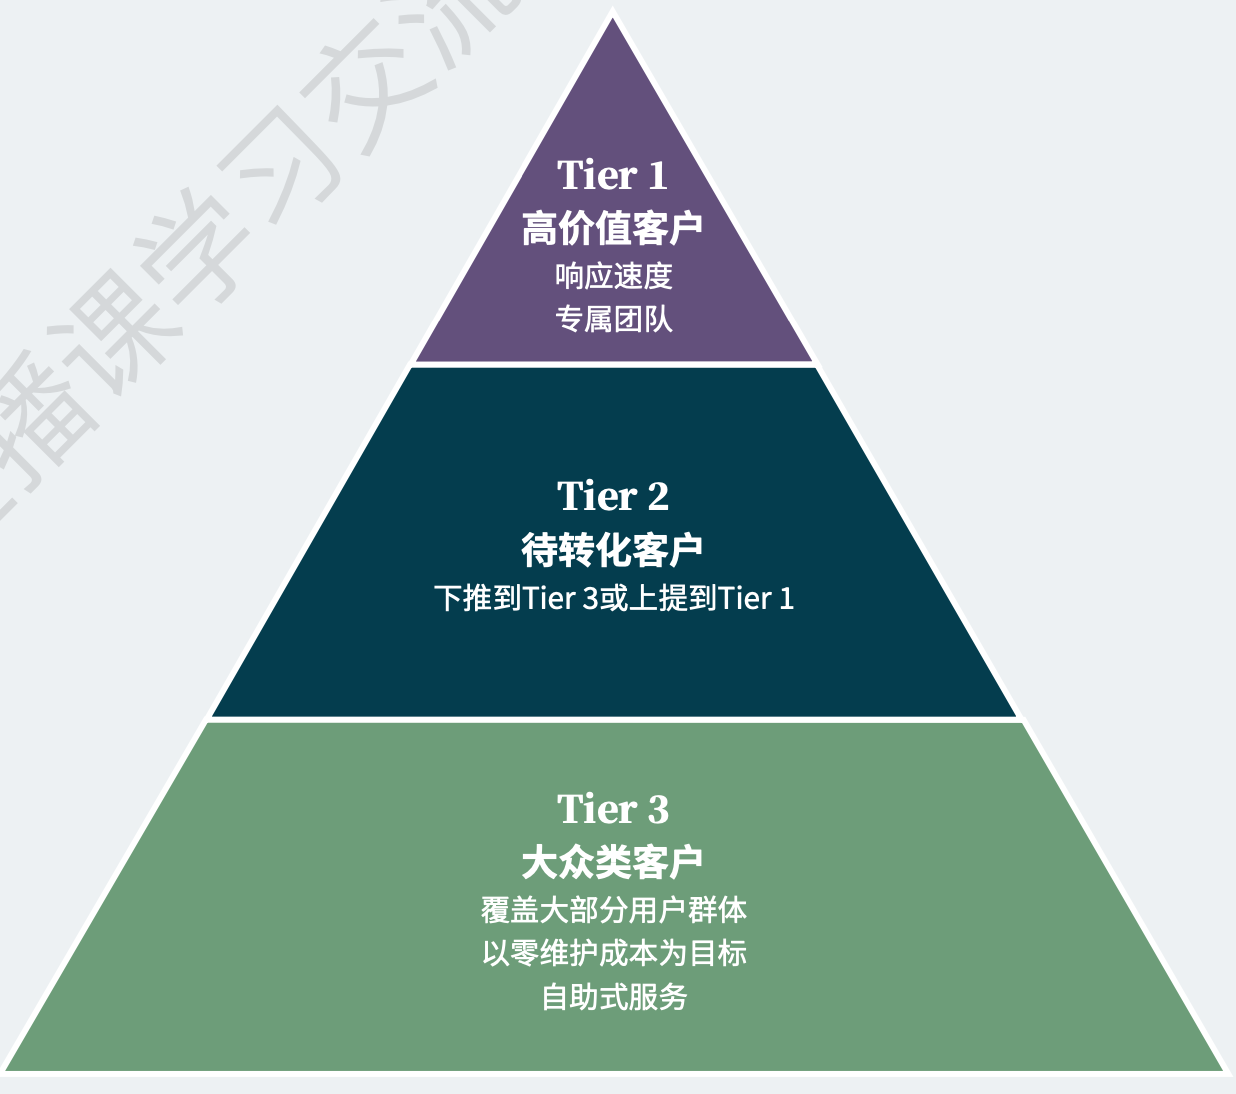 播课学习交流
Tier 1
高价值客户
响应速度
专属团队
Tier 2
待转化客户
下推到Tier 3或上提到Tier 1
Tier 3
大众类客户
覆盖大部分用户群体
以零维护成本为目标
自助式服务